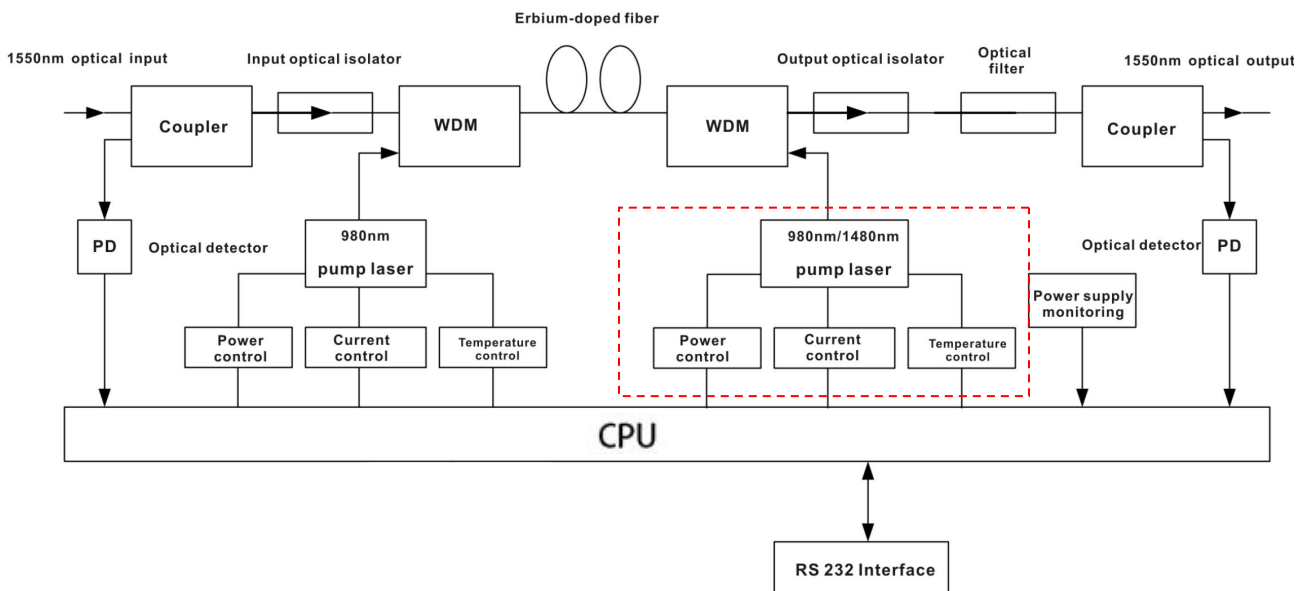 Erbium-doped fiber
1550nm optical input
Input optical isolator
Output optical isolator
Optical
filter
1550nm optical output
Coupler
WDM
WDM
Coupler
PD
Optical detector
980nm
pump laser
980nm/1480nm
pump laser
Optical detector
PD
Power
control
Current
control
Temperature
control
Power
control
Current
control
Temperature
control
Power supply
monitoring
CPU
RS 232 Interface